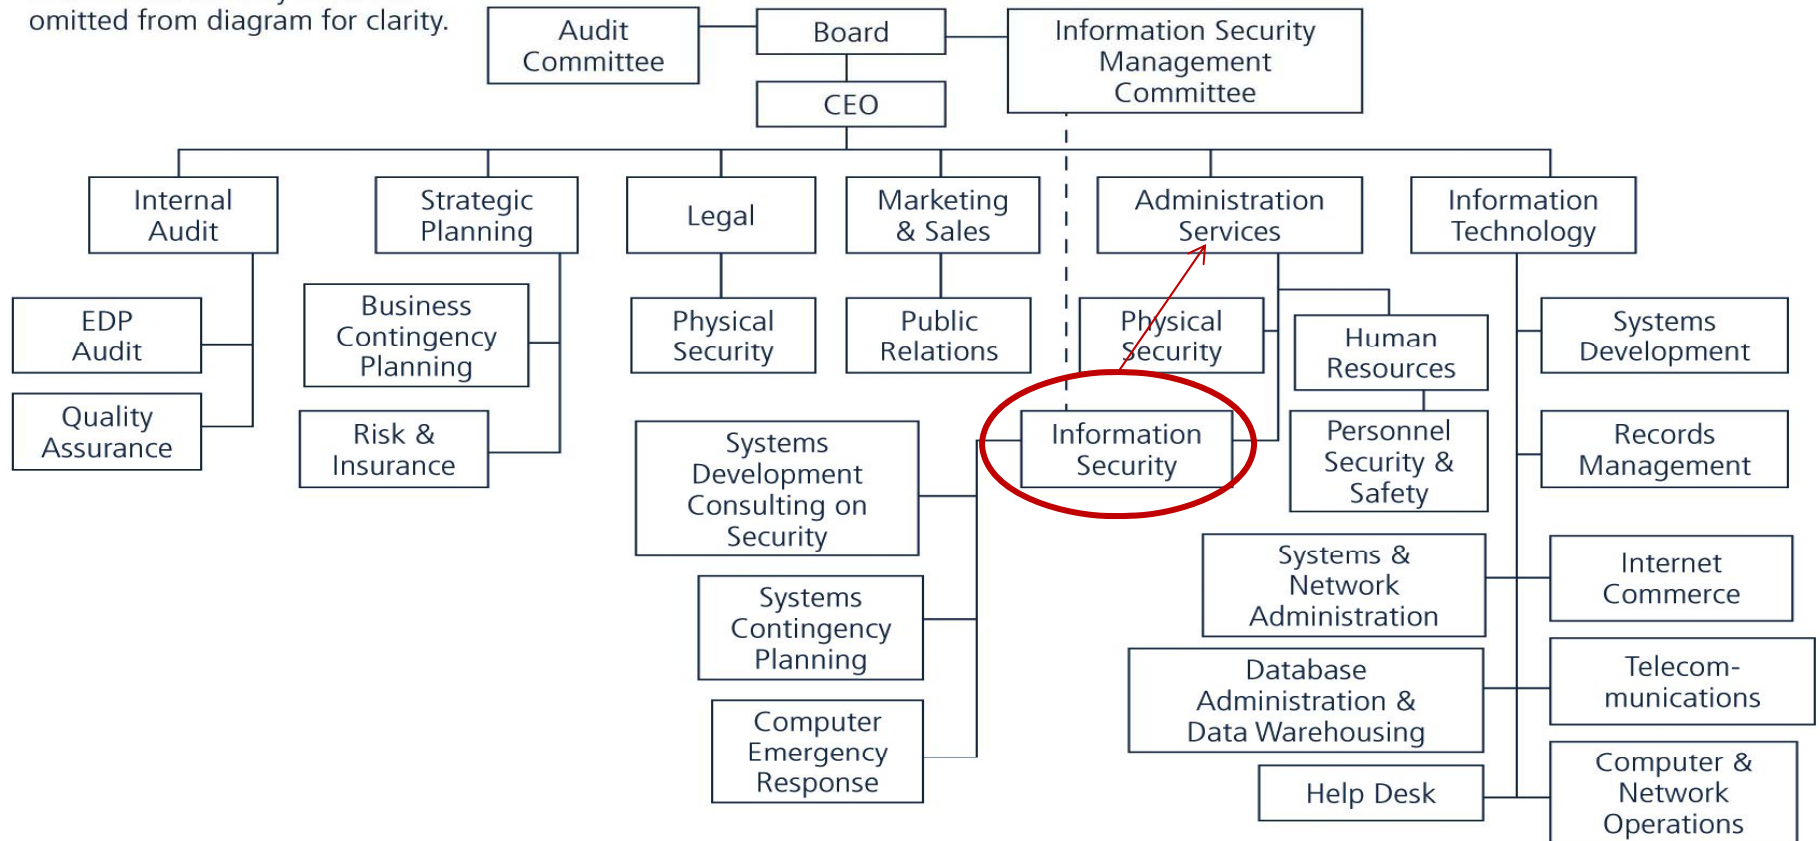 omitted from diagram for clarity.
Audit
Committee
Board
Information Security
Management
Committee
CEO
Internal
Audit
Strategic
Planning
Legal
Marketing
& Sales
Administration
Services
Information
Technology
EDP
Audit
Business
Contingency
Planning
Physical
Security
Public
Relations
Physical
Security
Human
Resources
Systems
Development
Quality
Assurance
Risk &
Insurance
Systems
Development
Consulting on
Security
Information
Security
Personnel
Security &
Safety
Records
Management
Systems
Contingency
Planning
Systems &
Network
Administration
Internet
Commerce
Computer
Emergency
Response
Database
Administration &
Data Warehousing
Telecom-
munications
Help Desk
Computer &
Network
Operations